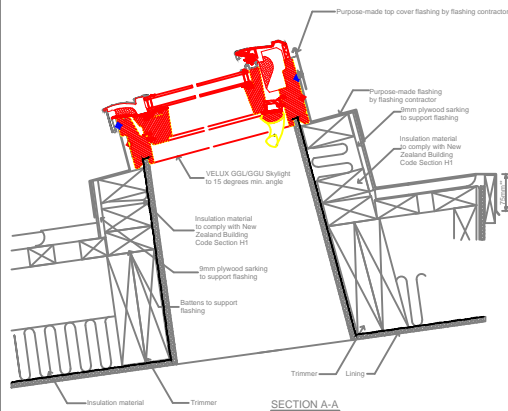 Purpose-made top cover flashing by flashing contractor
Purpose-made flashing
by flashing contractor
9mm plywood sarking
to support flashing
Insulation material
to comply with New
Zealand Building
Code Section H1
VELUX GGL/GGU Skylight
to 15 degrees min. angle
75mm
Insulation material
to comply with New
Zealand Building
Code Section H1
9mm plywood sarking
to support flashing
Battens to support
flashing
Trimmer
Lining
Insulation material
Trimmer
SECTION A-A